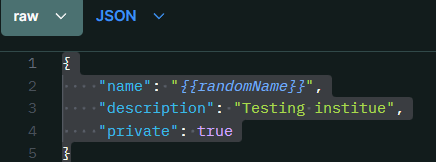 raw JSON
1 {
2 "name": "{{randomName}}",
3 "description": "Testing institue",
4 "private": true
5 }